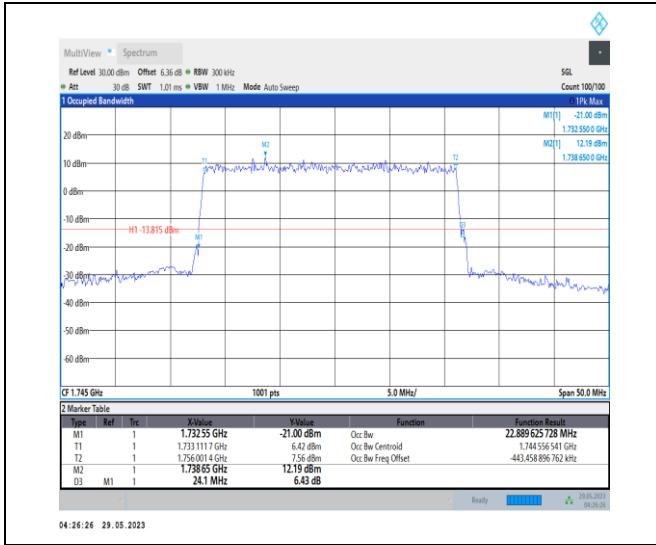 MultiView Spectrum
Ref Level 30.00 dBm Offset 6.36 dB RBW 300 kHz SGL
Att 30 dB SWT 1.01 ms VBW 1 MHz Mode Auto Sweep Count 100/100
1 Occupied Bandwidth 1Pk Max
M1[1] -21.00 dBm
1.732 550 0 GHz
M2[1] 12.19 dBm
1.738 650 0 GHz
20 dBm
M2
T1
T2
10 dBm
0 dBm
-10 dBm
H1 -13.815 dBm
D3
M1
-20 dBm
-30 dBm
-40 dBm
-50 dBm
-60 dBm
CF 1.745 GHz 1001 pts 5.0 MHz/ Span 50.0 MHz
2 Marker Table
Type Ref Trc X-Value Y-Value Function Function Result
M1 1 1.732 55 GHz -21.00 dBm Occ Bw 22.889 625 728 MHz
T1 1 1.733 111 7 GHz 6.42 dBm Occ Bw Centroid 1.744 556 541 GHz
T2 1 1.756 001 4 GHz 7.56 dBm Occ Bw Freq Offset -443.458 896 762 kHz
M2 1 1.738 65 GHz 12.19 dBm
D3 M1 1 24.1 MHz 6.43 dB
Ready 29.05.2023
04:26:26
04:26:26 29.05.2023